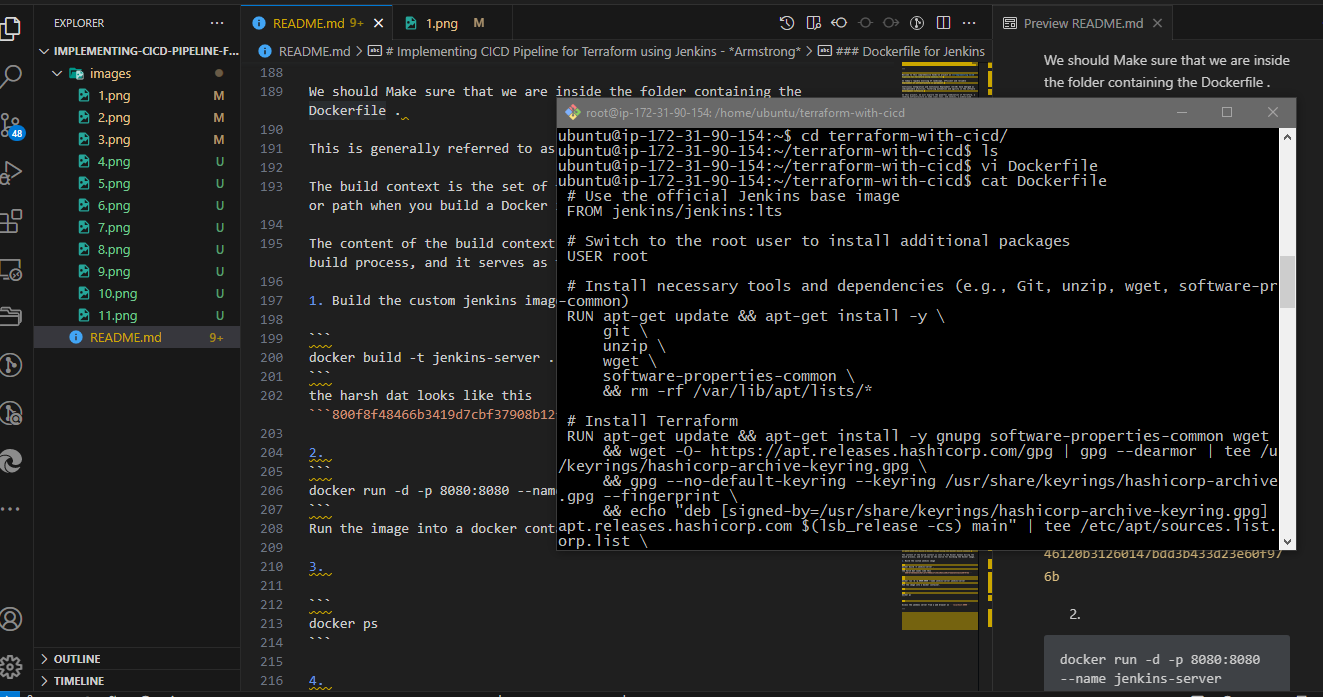 EXPLORER
IMPLEMENTING-CICD-PIPELINE-F...
images
1.png M
2.png M
3.png M
4.png U
5.png U
6.png U
7.png U
8.png U
9.png U
10.png U
11.png U
README.md 9+
OUTLINE
TIMELINE
48
README.md 9+
1.png M
README.md > # Implementing CICD Pipeline for Terraform using Jenkins - *Armstrong* > ### Dockerfile for Jenkins
188
189 We should Make sure that we are inside the folder containing the
Dockerfile .
190
191 This is generally referred to as
192
193 The build context is the set of
or path when you build a Docker
194
195 The content of the build context
build process, and it serves as
196
197 1. Build the custom jenkins imag
198
199 ```
200 docker build -t jenkins-server .
201 ```
202 the harsh dat looks like this
```800f8f48466b3419d7cbf37908b12
203
204 2.
205 ```
206 docker run -d -p 8080:8080 --nam
207 ```
208 Run the image into a docker cont
209
210 3.
211
212 ```
213 docker ps
214 ```
215
216 4.
root@ip-172-31-90-154: /home/ubuntu/terraform-with-cicd
ubuntu@ip-172-31-90-154:~$ cd terraform-with-cicd/
ubuntu@ip-172-31-90-154:~/terraform-with-cicd$ ls
ubuntu@ip-172-31-90-154:~/terraform-with-cicd$ vi Dockerfile
ubuntu@ip-172-31-90-154:~/terraform-with-cicd$ cat Dockerfile
# Use the official Jenkins base image
FROM jenkins/jenkins:lts
# Switch to the root user to install additional packages
USER root
# Install necessary tools and dependencies (e.g., Git, unzip, wget, software-pr
-common)
RUN apt-get update && apt-get install -y \
git \
unzip \
wget \
software-properties-common \
&& rm -rf /var/lib/apt/lists/*
# Install Terraform
RUN apt-get update && apt-get install -y gnupg software-properties-common wget
&& wget -O- https://apt.releases.hashicorp.com/gpg | gpg --dearmor | tee /u
/keyrings/hashicorp-archive-keyring.gpg \
&& gpg --no-default-keyring --keyring /usr/share/keyrings/hashicorp-archive
.gpg --fingerprint \
&& echo "deb [signed-by=/usr/share/keyrings/hashicorp-archive-keyring.gpg]
apt.releases.hashicorp.com $(lsb_release -cs) main" | tee /etc/apt/sources.list.
orp.list \
Preview README.md
We should Make sure that we are inside
the folder containing the Dockerfile .
46120b31260147bdd3b433d23e60f97
6b
2.
docker run -d -p 8080:8080
--name jenkins-server